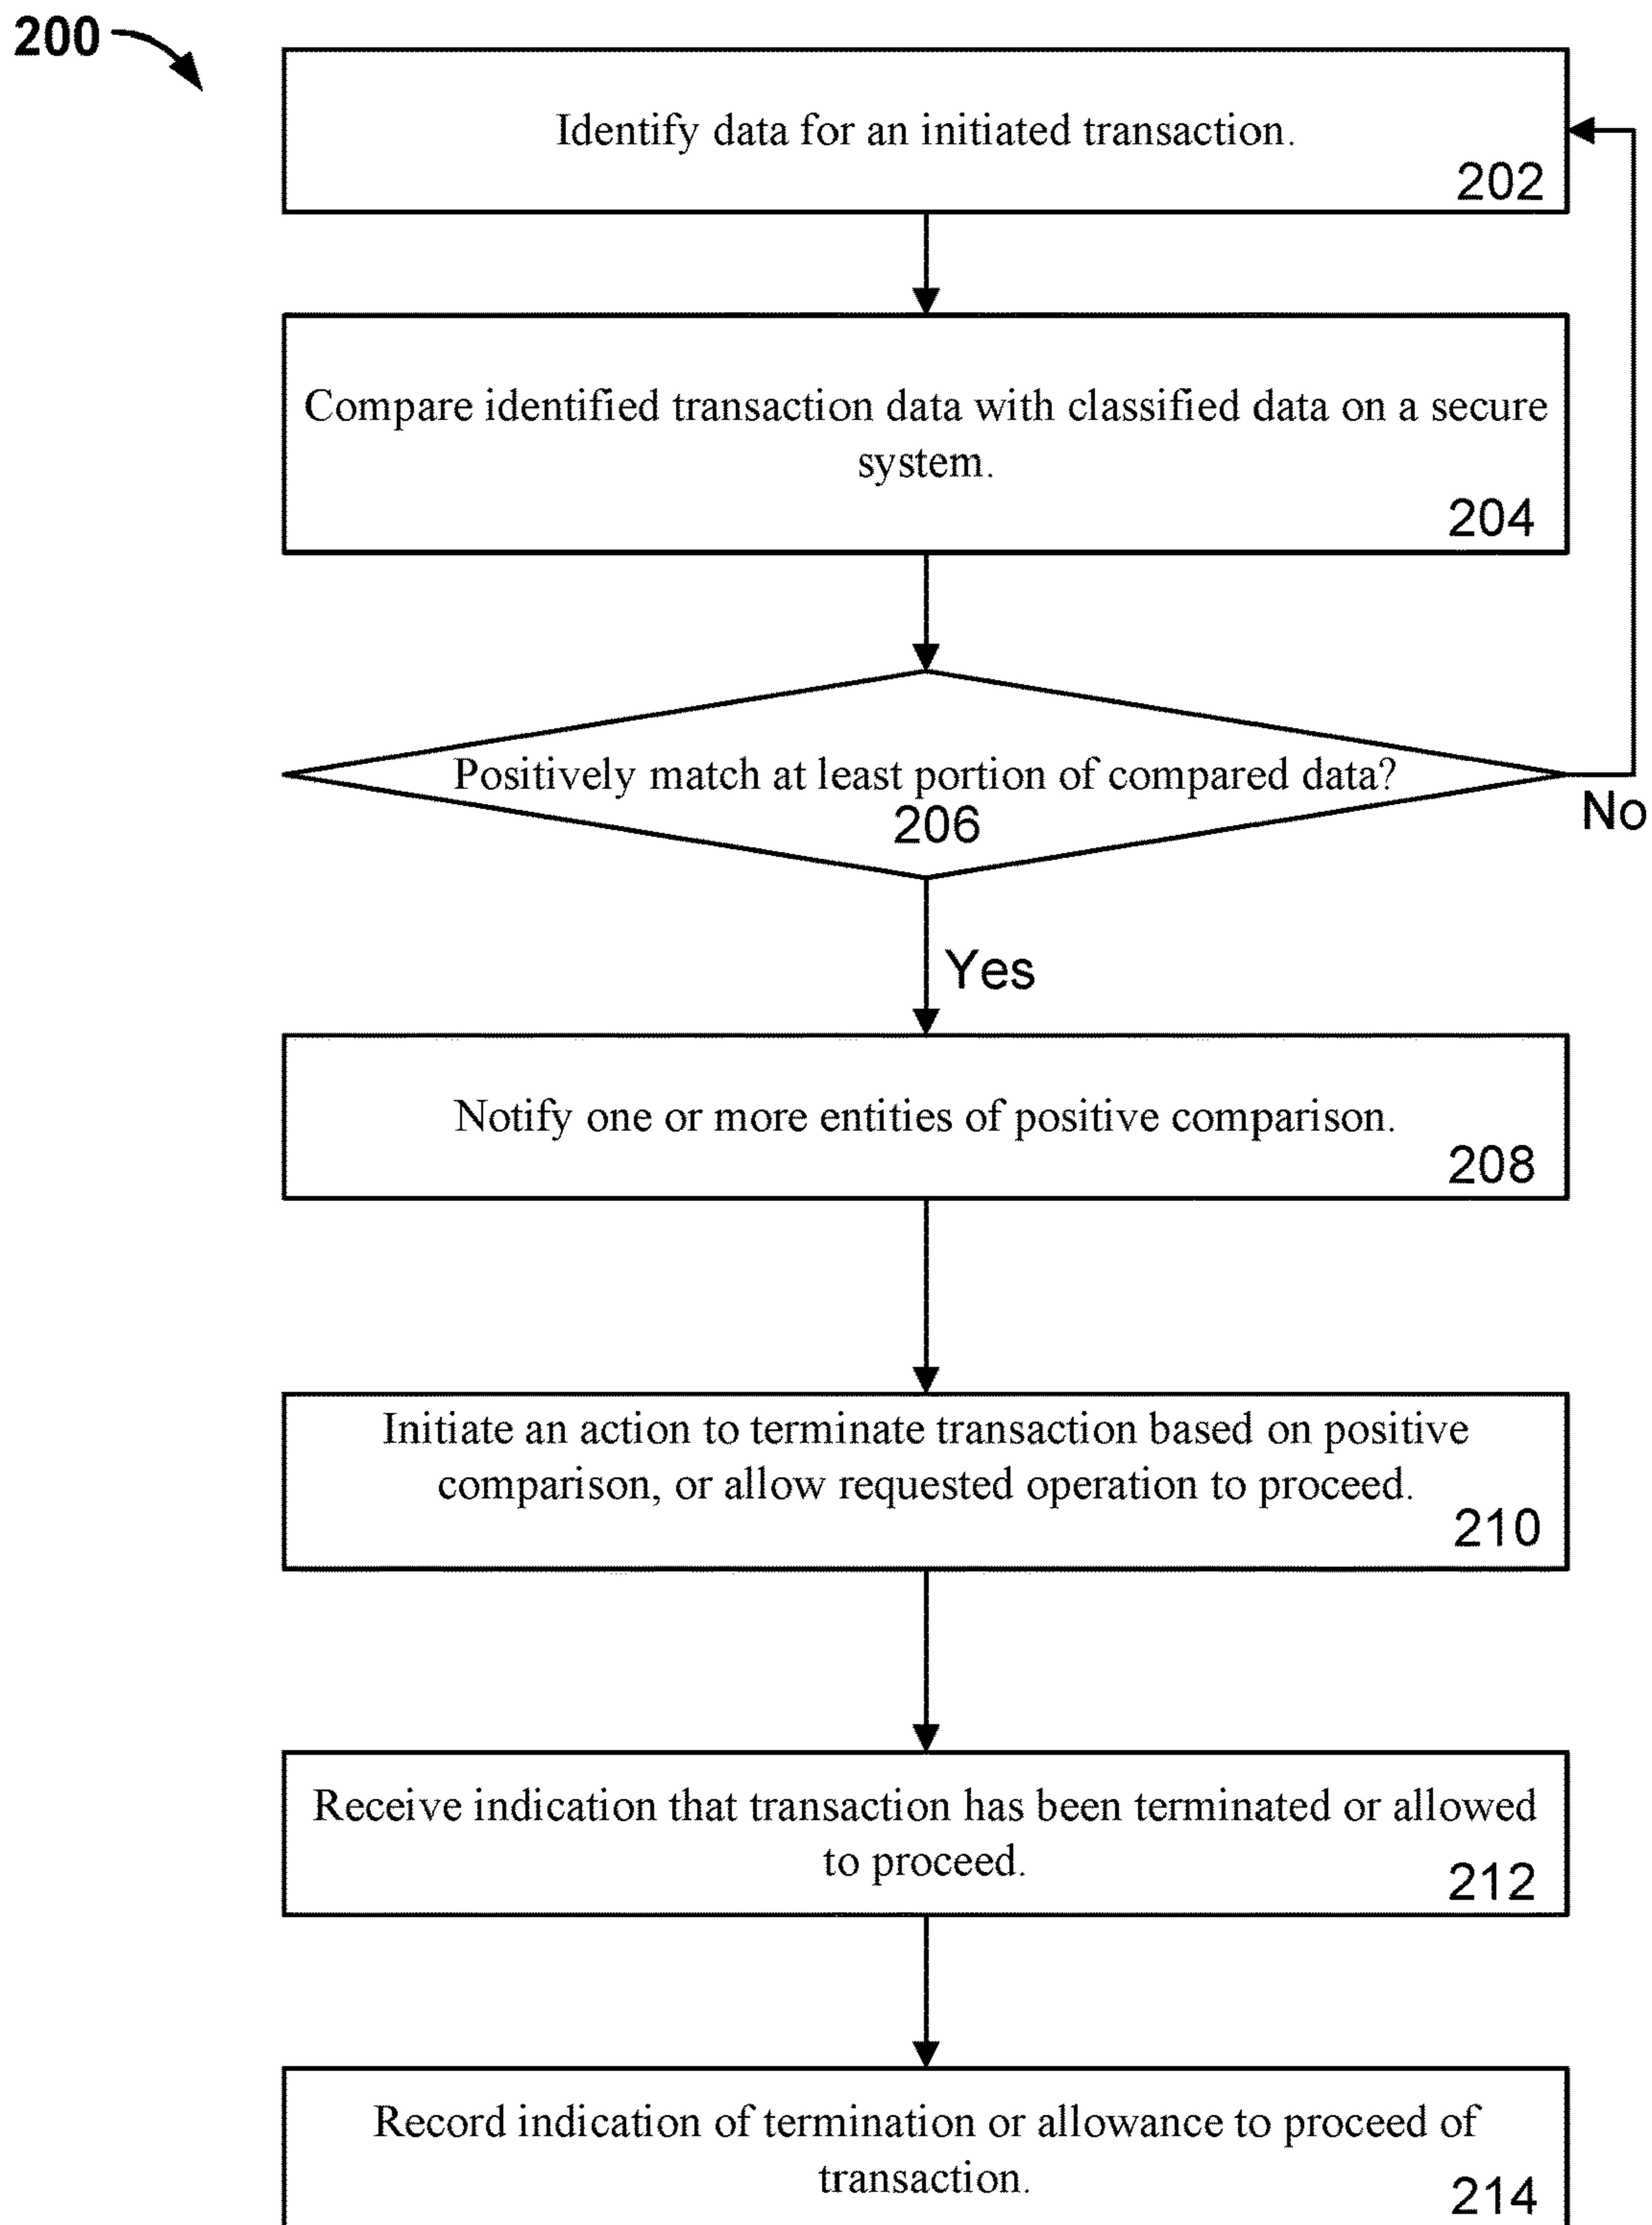 200
Identify data for an initiated transaction.
202
Compare identified transaction data with classified data on a secure
system.
204
Positively match at least portion of compared data?
206
No
Yes
Notify one or more entities of positive comparison.
208
Initiate an action to terminate transaction based on positive
comparison, or allow requested operation to proceed.
210
Receive indication that transaction has been terminated or allowed
to proceed.
212
Record indication of termination or allowance to proceed of
transaction.
214